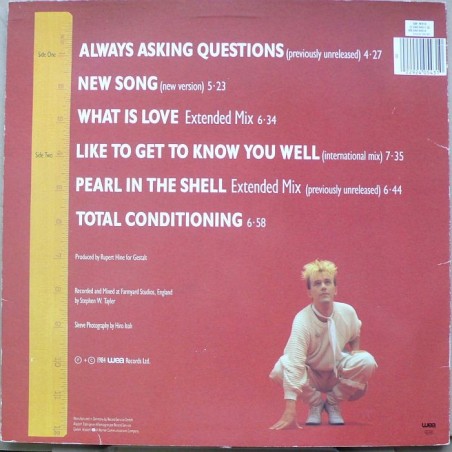 Side One
ALWAYS ASKING QUESTIONS (previously unreleased) 4·27
NEW SONG (new version) 5·23
WHAT IS LOVE Extended Mix 6·34
Side Two
LIKE TO GET TO KNOW YOU WELL (international mix) 7·35
PEARL IN THE SHELL Extended Mix (previously unreleased) 6·44
TOTAL CONDITIONING 6·58
Produced by Rupert Hine for Gestalt
Recorded and Mixed at Farmyard Studios, England
by Stephen W. Tayler
Sleeve Photography by Hiro Itoh
℗ + © 1984 wea Records Ltd.
wea